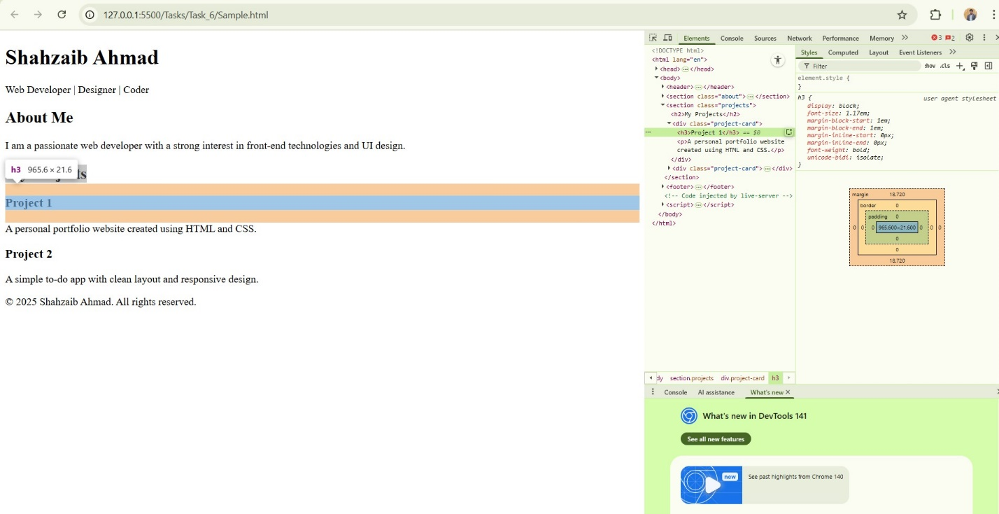 127.0.0.1:5500/Tasks/Task_6/Sample.html
Shahzaib Ahmad
Web Developer | Designer | Coder
About Me
I am a passionate web developer with a strong interest in front-end technologies and UI design.
h3 965.6 × 21.6
Project 1
A personal portfolio website created using HTML and CSS.
Project 2
A simple to-do app with clean layout and responsive design.
© 2025 Shahzaib Ahmad. All rights reserved.
Elements Console Sources Network Performance Memory 3 2
<!DOCTYPE html>
<html lang="en">
<head> </head>
<body>
<header> </header>
<section class="about"> </section>
<section class="projects">
<h2>My Projects</h2>
<div class="project-card">
<h3>Project 1</h3> == $0
<p>A personal portfolio website
created using HTML and CSS.</p>
</div>
<div class="project-card"> </div>
</section>
<footer> </footer>
<!-- Code injected by live-server -->
<script> </script>
</body>
</html>
dy section.projects div.project-card h3
Styles Computed Layout Event Listeners
Filter :hov .cls
element.style {
}
h3 { user agent stylesheet
display: block;
font-size: 1.17em;
margin-block-start: 1em;
margin-block-end: 1em;
margin-inline-start: 0px;
margin-inline-end: 0px;
font-weight: bold;
unicode-bidi: isolate;
}
margin 18.720
border 0
padding 0
0 0 0 965.600×21.600 0 0 0
0
0
18.720
Console AI assistance What's new
What's new in DevTools 141
See all new features
new
See past highlights from Chrome 140